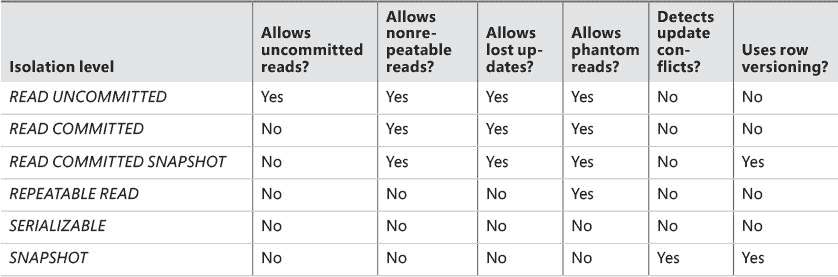 Isolation level | Allows uncommitted reads? | Allows nonre-peatable reads? | Allows lost up-dates? | Allows phantom reads? | Detects update con-flicts? | Uses row versioning?
READ UNCOMMITTED | Yes | Yes | Yes | Yes | No | No
READ COMMITTED | No | Yes | Yes | Yes | No | No
READ COMMITTED SNAPSHOT | No | Yes | Yes | Yes | No | Yes
REPEATABLE READ | No | No | No | Yes | No | No
SERIALIZABLE | No | No | No | No | No | No
SNAPSHOT | No | No | No | No | Yes | Yes